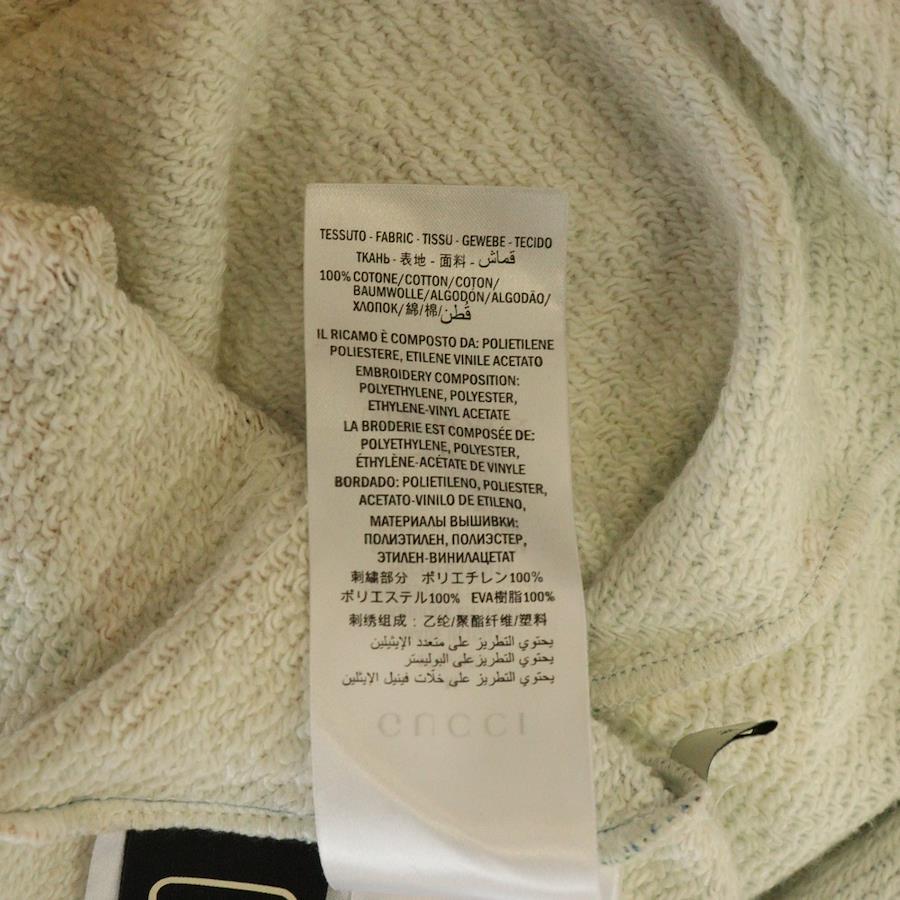 TESSUTO - FABRIC - TISSU - GEWEBE - TECIDO
ТКАНЬ - 表地 - 面料 - قماش
100% COTONE/COTTON/COTON/
BAUMWOLLE/ALGODÓN/ALGODÃO/
ХЛОПОК/綿/棉/قُطن
IL RICAMO È COMPOSTO DA: POLIETILENE
POLIESTERE, ETILENE VINILE ACETATO
EMBROIDERY COMPOSITION:
POLYETHYLENE, POLYESTER,
ETHYLENE-VINYL ACETATE
LA BRODERIE EST COMPOSÉE DE:
POLYETHYLENE, POLYESTER,
ÉTHYLÈNE-ACÉTATE DE VINYLE
BORDADO: POLIETILENO, POLIESTER,
ACETATO-VINILO DE ETILENO,
МАТЕРИАЛЫ ВЫШИВКИ:
ПОЛИЭТИЛЕН, ПОЛИЭСТЕР,
ЭТИЛЕН-ВИНИЛАЦЕТАТ
刺繍部分 ポリエチレン100%
ポリエステル100% EVA樹脂100%
刺绣组成：乙纶/聚酯纤维/塑料
يحتوي التطريز على متعدد الإيثيلين
يحتوي التطريز على البوليستر
يحتوي التطريز على خلّات فينيل الإيثلين
GUCCI